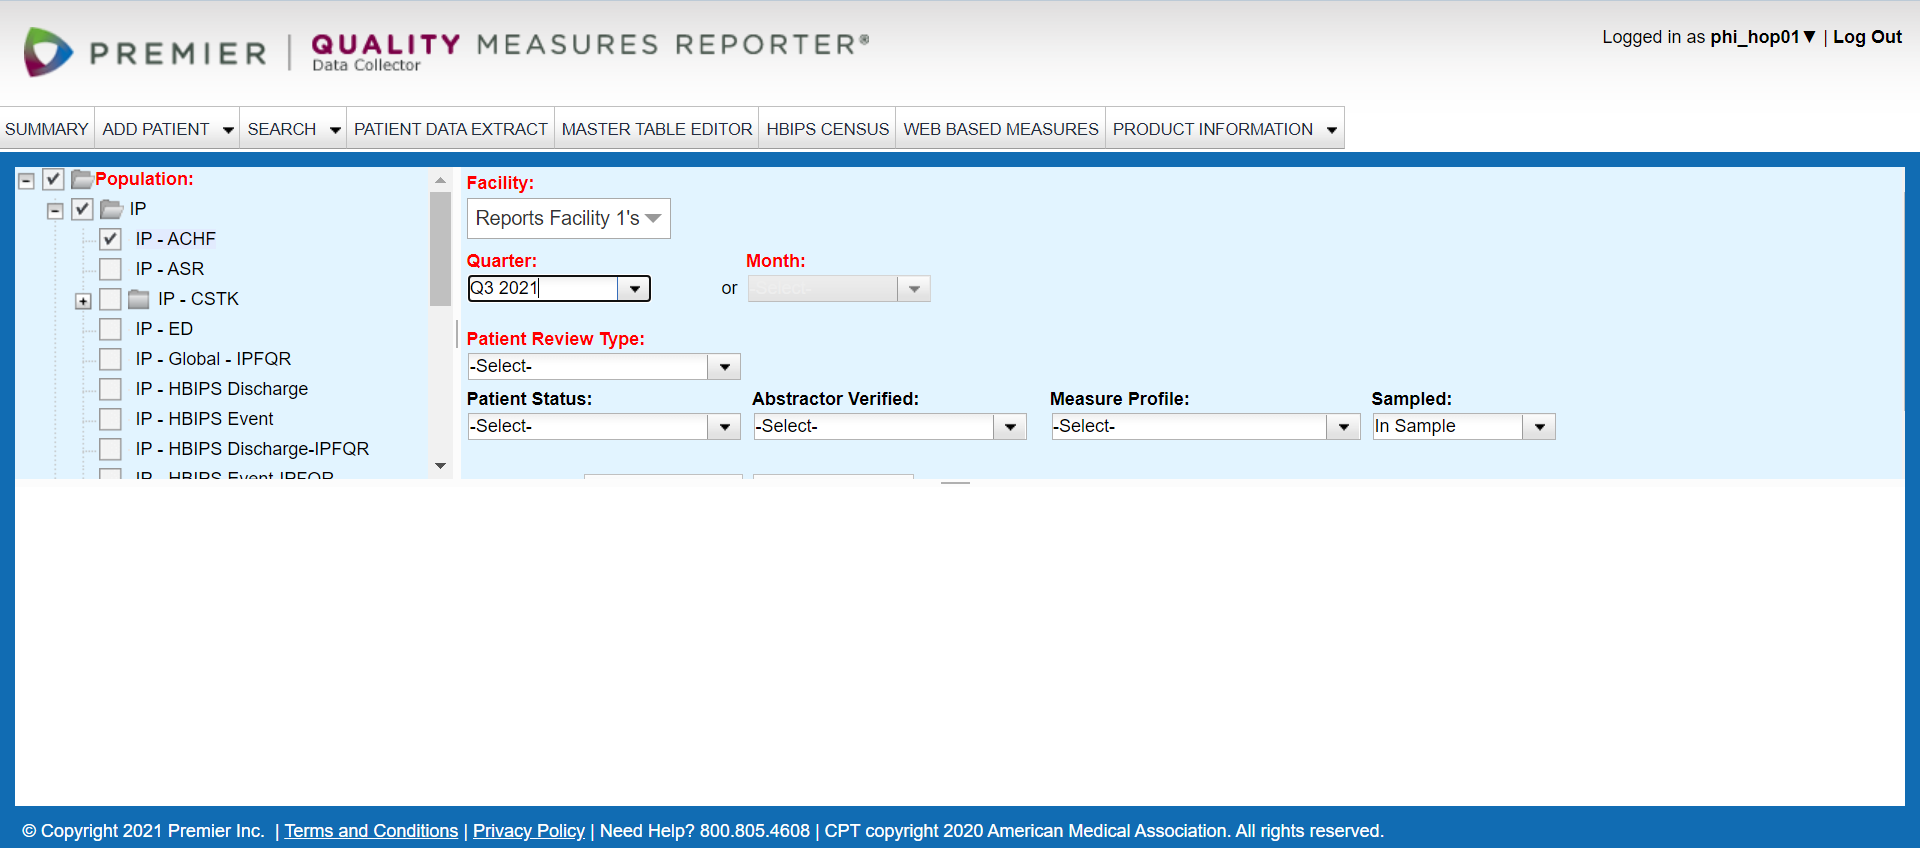 PREMIER | QUALITY MEASURES REPORTER®
Data Collector
Logged in as phi_hop01▼ | Log Out
SUMMARY ADD PATIENT SEARCH PATIENT DATA EXTRACT MASTER TABLE EDITOR HBIPS CENSUS WEB BASED MEASURES PRODUCT INFORMATION
Population:
IP
IP - ACHF
IP - ASR
IP - CSTK
IP - ED
IP - Global - IPFQR
IP - HBIPS Discharge
IP - HBIPS Event
IP - HBIPS Discharge-IPFQR
IP - HBIPS Event-IPFQR
Facility:
Reports Facility 1's
Quarter: Month:
Q3 2021 or -Select-
Patient Review Type:
-Select-
Patient Status: Abstractor Verified: Measure Profile: Sampled:
-Select- -Select- -Select- In Sample
© Copyright 2021 Premier Inc. | Terms and Conditions | Privacy Policy | Need Help? 800.805.4608 | CPT copyright 2020 American Medical Association. All rights reserved.